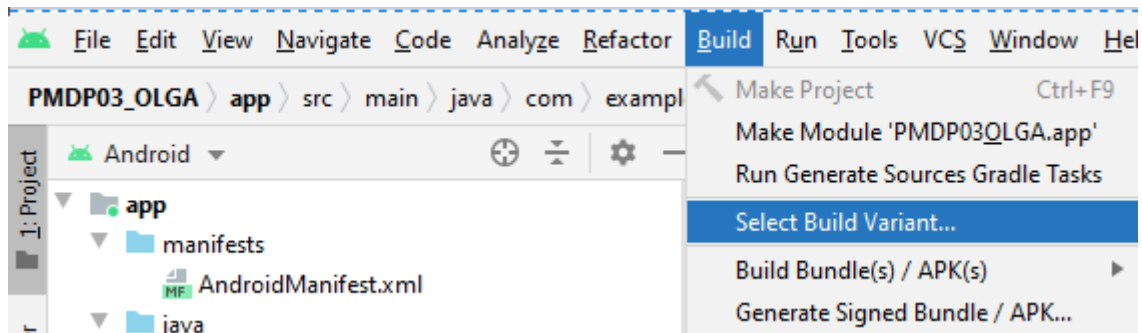 File Edit View Navigate Code Analyze Refactor Build Run Tools VCS Window Hel
PMDP03_OLGA 〉 app 〉 src 〉 main 〉 java 〉 com 〉 exampl
Make Project Ctrl+F9
Make Module 'PMDP03OLGA.app'
Run Generate Sources Gradle Tasks
Select Build Variant...
Build Bundle(s) / APK(s)
Generate Signed Bundle / APK...
1: Project
Android
app
manifests
MF AndroidManifest.xml
java